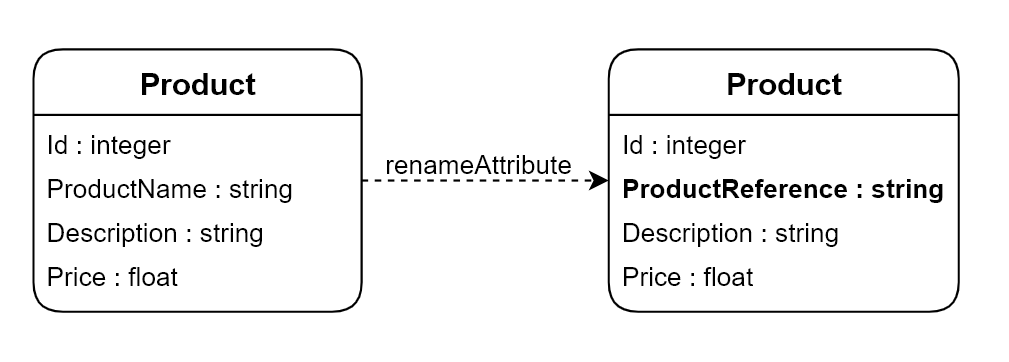 Product
Id : integer
ProductName : string
Description : string
Price : float
renameAttribute
Product
Id : integer
ProductReference : string
Description : string
Price : float